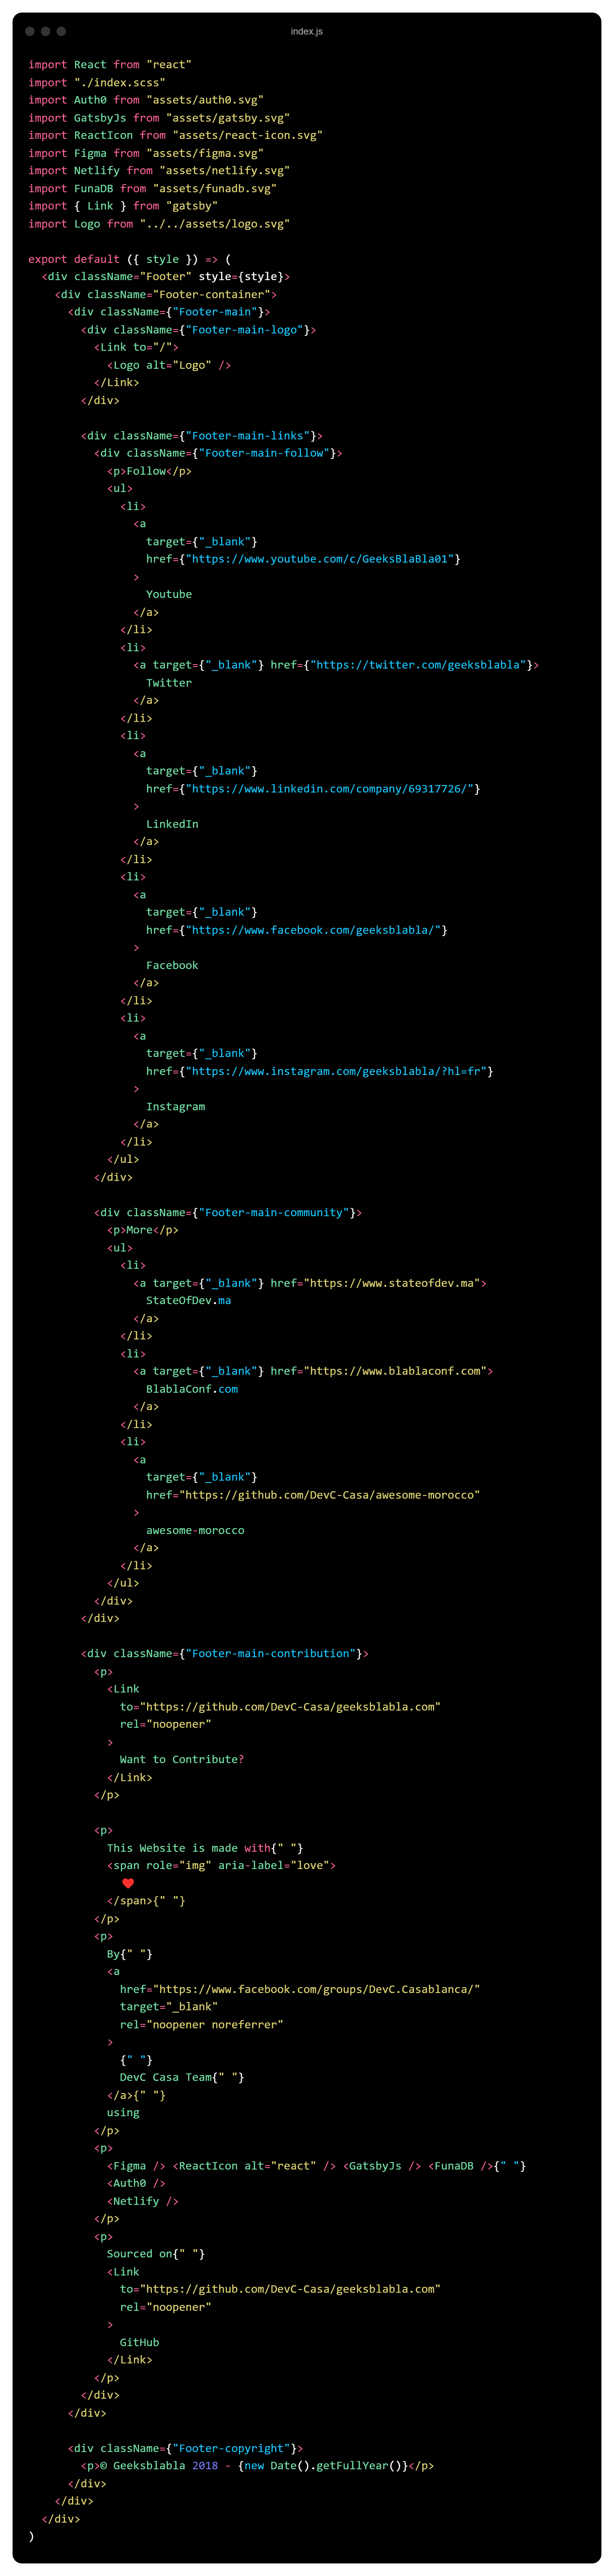 index.js
import React from "react"
import "./index.scss"
import Auth0 from "assets/auth0.svg"
import GatsbyJs from "assets/gatsby.svg"
import ReactIcon from "assets/react-icon.svg"
import Figma from "assets/figma.svg"
import Netlify from "assets/netlify.svg"
import FunaDB from "assets/funadb.svg"
import { Link } from "gatsby"
import Logo from "../../assets/logo.svg"

export default ({ style }) => (
  <div className="Footer" style={style}>
    <div className="Footer-container">
      <div className={"Footer-main"}>
        <div className={"Footer-main-logo"}>
          <Link to="/">
            <Logo alt="Logo" />
          </Link>
        </div>

        <div className={"Footer-main-links"}>
          <div className={"Footer-main-follow"}>
            <p>Follow</p>
            <ul>
              <li>
                <a
                  target={"_blank"}
                  href={"https://www.youtube.com/c/GeeksBlaBla01"}
                >
                  Youtube
                </a>
              </li>
              <li>
                <a target={"_blank"} href={"https://twitter.com/geeksblabla"}>
                  Twitter
                </a>
              </li>
              <li>
                <a
                  target={"_blank"}
                  href={"https://www.linkedin.com/company/69317726/"}
                >
                  LinkedIn
                </a>
              </li>
              <li>
                <a
                  target={"_blank"}
                  href={"https://www.facebook.com/geeksblabla/"}
                >
                  Facebook
                </a>
              </li>
              <li>
                <a
                  target={"_blank"}
                  href={"https://www.instagram.com/geeksblabla/?hl=fr"}
                >
                  Instagram
                </a>
              </li>
            </ul>
          </div>

          <div className={"Footer-main-community"}>
            <p>More</p>
            <ul>
              <li>
                <a target={"_blank"} href="https://www.stateofdev.ma">
                  StateOfDev.ma
                </a>
              </li>
              <li>
                <a target={"_blank"} href="https://www.blablaconf.com">
                  BlablaConf.com
                </a>
              </li>
              <li>
                <a
                  target={"_blank"}
                  href="https://github.com/DevC-Casa/awesome-morocco"
                >
                  awesome-morocco
                </a>
              </li>
            </ul>
          </div>
        </div>

        <div className={"Footer-main-contribution"}>
          <p>
            <Link
              to="https://github.com/DevC-Casa/geeksblabla.com"
              rel="noopener"
            >
              Want to Contribute?
            </Link>
          </p>

          <p>
            This Website is made with{" "}
            <span role="img" aria-label="love">
              ❤️
            </span>{" "}
          </p>
          <p>
            By{" "}
            <a
              href="https://www.facebook.com/groups/DevC.Casablanca/"
              target="_blank"
              rel="noopener noreferrer"
            >
              {" "}
              DevC Casa Team{" "}
            </a>{" "}
            using
          </p>
          <p>
            <Figma /> <ReactIcon alt="react" /> <GatsbyJs /> <FunaDB />{" "}
            <Auth0 />
            <Netlify />
          </p>
          <p>
            Sourced on{" "}
            <Link
              to="https://github.com/DevC-Casa/geeksblabla.com"
              rel="noopener"
            >
              GitHub
            </Link>
          </p>
        </div>
      </div>

      <div className={"Footer-copyright"}>
        <p>© Geeksblabla 2018 - {new Date().getFullYear()}</p>
      </div>
    </div>
  </div>
)